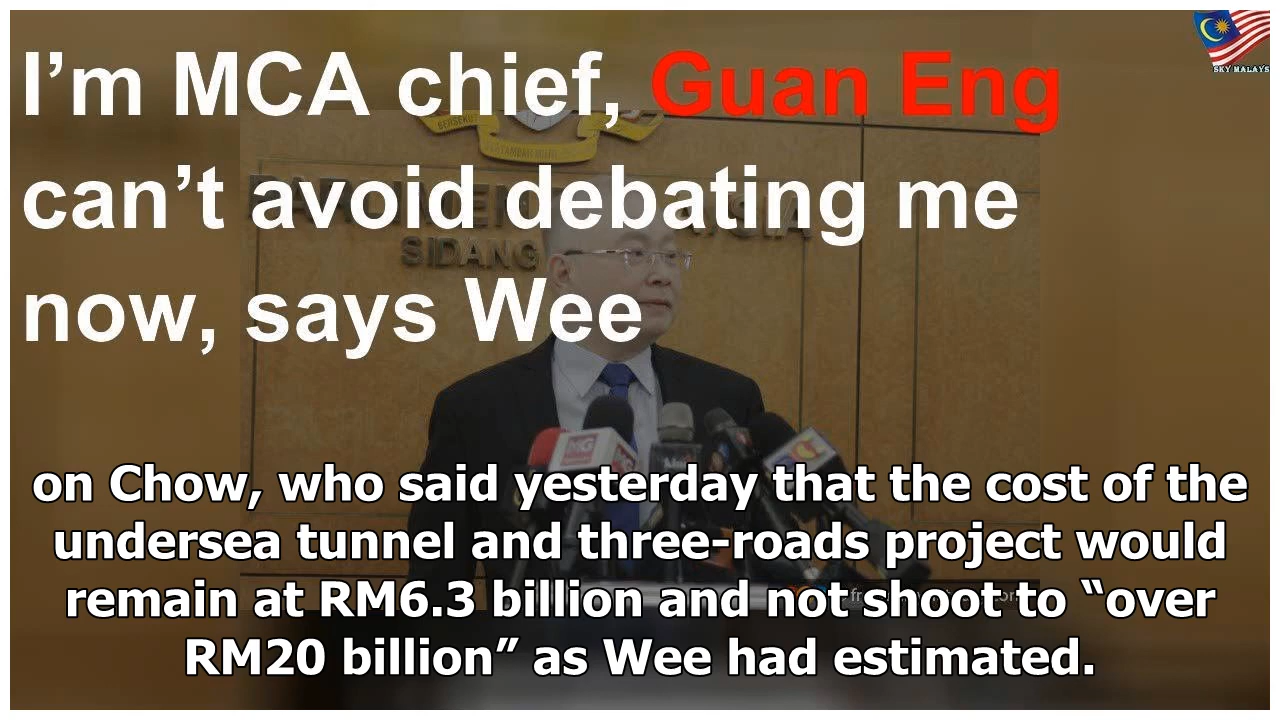 SKY MALAYS
I’m MCA chief, Guan Eng
can’t avoid debating me
now, says Wee
SIDANG
on Chow, who said yesterday that the cost of the
undersea tunnel and three-roads project would
remain at RM6.3 billion and not shoot to “over
RM20 billion” as Wee had estimated.